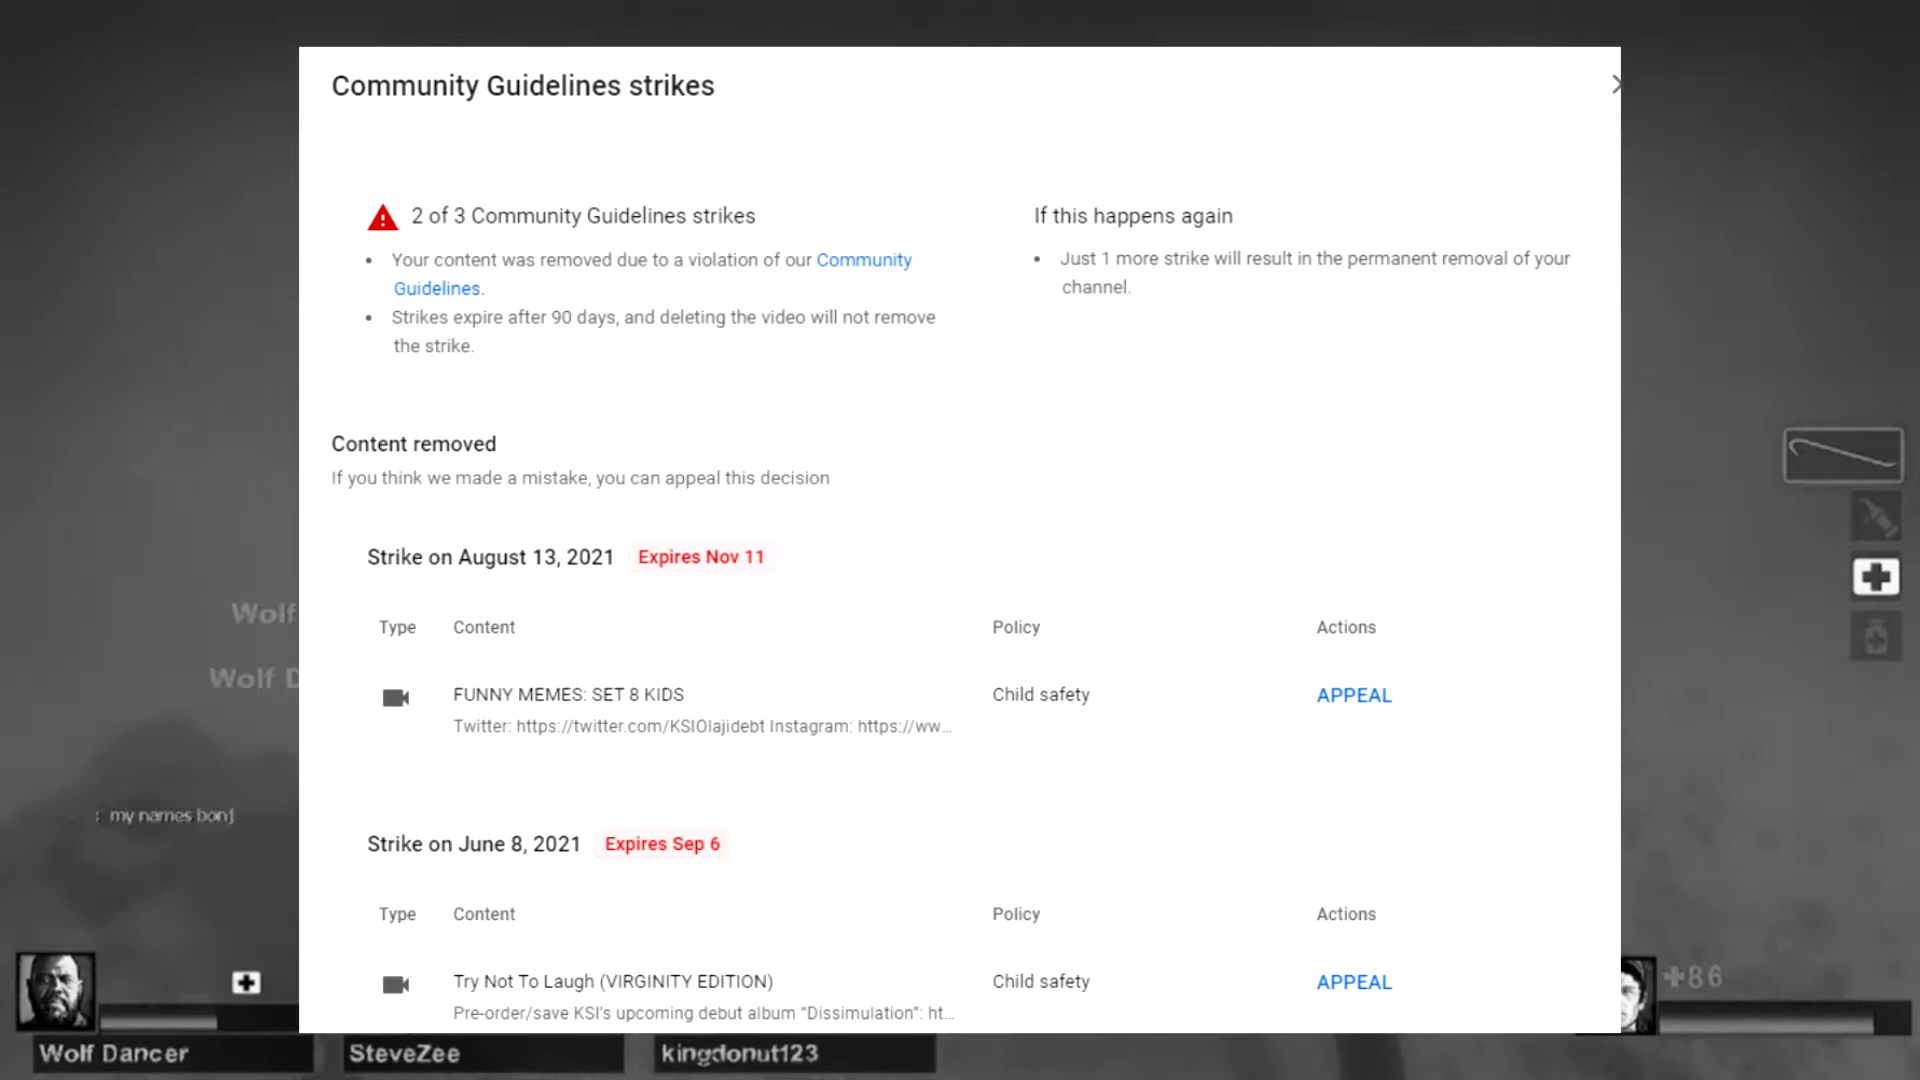 Community Guidelines strikes
2 of 3 Community Guidelines strikes
Your content was removed due to a violation of our Community
Guidelines.
Strikes expire after 90 days, and deleting the video will not remove
the strike.
If this happens again
Just 1 more strike will result in the permanent removal of your
channel.
Content removed
If you think we made a mistake, you can appeal this decision
Strike on August 13, 2021 Expires Nov 11
Type Content Policy Actions
FUNNY MEMES: SET 8 KIDS Child safety APPEAL
Twitter: https://twitter.com/KSIOlajidebt Instagram: https://ww...
Strike on June 8, 2021 Expires Sep 6
Type Content Policy Actions
Try Not To Laugh (VIRGINITY EDITION) Child safety APPEAL
Pre-order/save KSI's upcoming debut album “Dissimulation”: ht...
Wolf
Wolf D
: my names bonj
+86
Wolf Dancer SteveZee kingdonut123